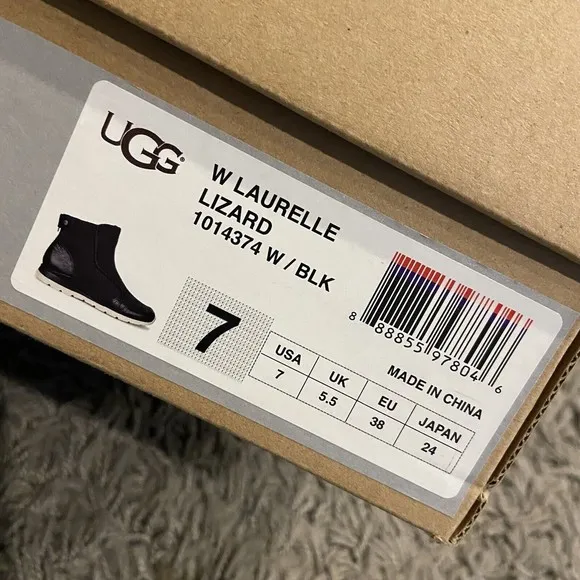 UGG
W LAURELLE
LIZARD
1014374 W / BLK
7
USA UK EU JAPAN
7 5.5 38 24
8 88855 97804 6
MADE IN CHINA